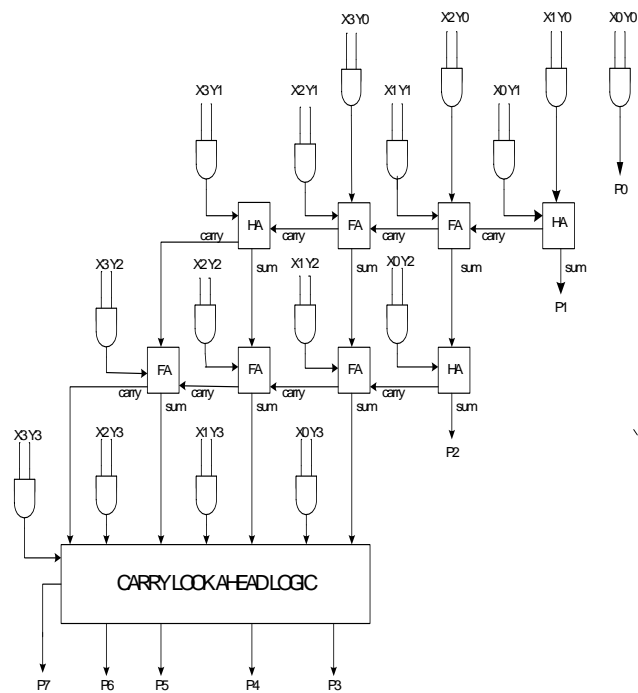 X3Y0 X2Y0 X1Y0 X0Y0
X3Y1 X2Y1 X1Y1 X0Y1
P0
HA FA FA HA
carry carry carry carry
sum sum sum sum
P1
X3Y2 X2Y2 X1Y2 X0Y2
FA FA FA HA
carry carry carry carry
sum sum sum sum
P2
X3Y3 X2Y3 X1Y3 X0Y3
CARRY LOOK AHEAD LOGIC
P7 P6 P5 P4 P3